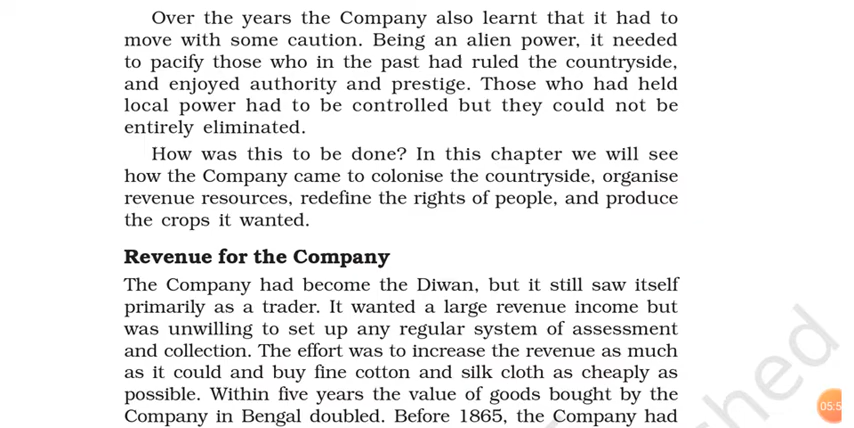 Over the years the Company also learnt that it had to
move with some caution. Being an alien power, it needed
to pacify those who in the past had ruled the countryside,
and enjoyed authority and prestige. Those who had held
local power had to be controlled but they could not be
entirely eliminated.
How was this to be done? In this chapter we will see
how the Company came to colonise the countryside, organise
revenue resources, redefine the rights of people, and produce
the crops it wanted.
Revenue for the Company
The Company had become the Diwan, but it still saw itself
primarily as a trader. It wanted a large revenue income but
was unwilling to set up any regular system of assessment
and collection. The effort was to increase the revenue as much
as it could and buy fine cotton and silk cloth as cheaply as
possible. Within five years the value of goods bought by the
Company in Bengal doubled. Before 1865, the Company had
shed
05:5